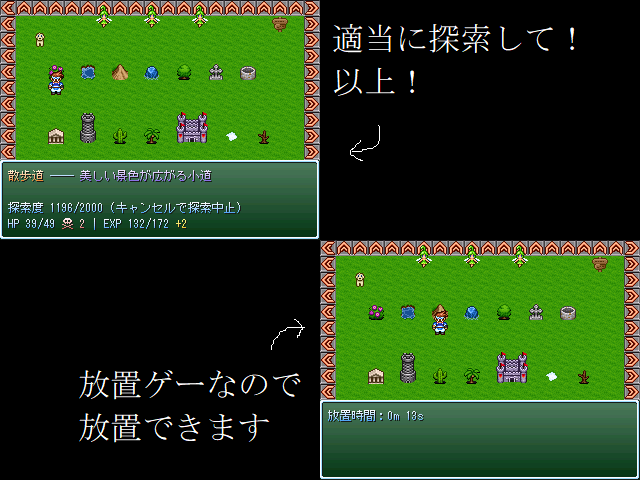 適当に探索して！
以上！
散歩道 ―― 美しい景色が広がる小道
探索度 1196/2000（キャンセルで探索中止）
HP 39/49 2 | EXP 132/172 +2
放置ゲーなので
放置できます
放置時間：0m 13s